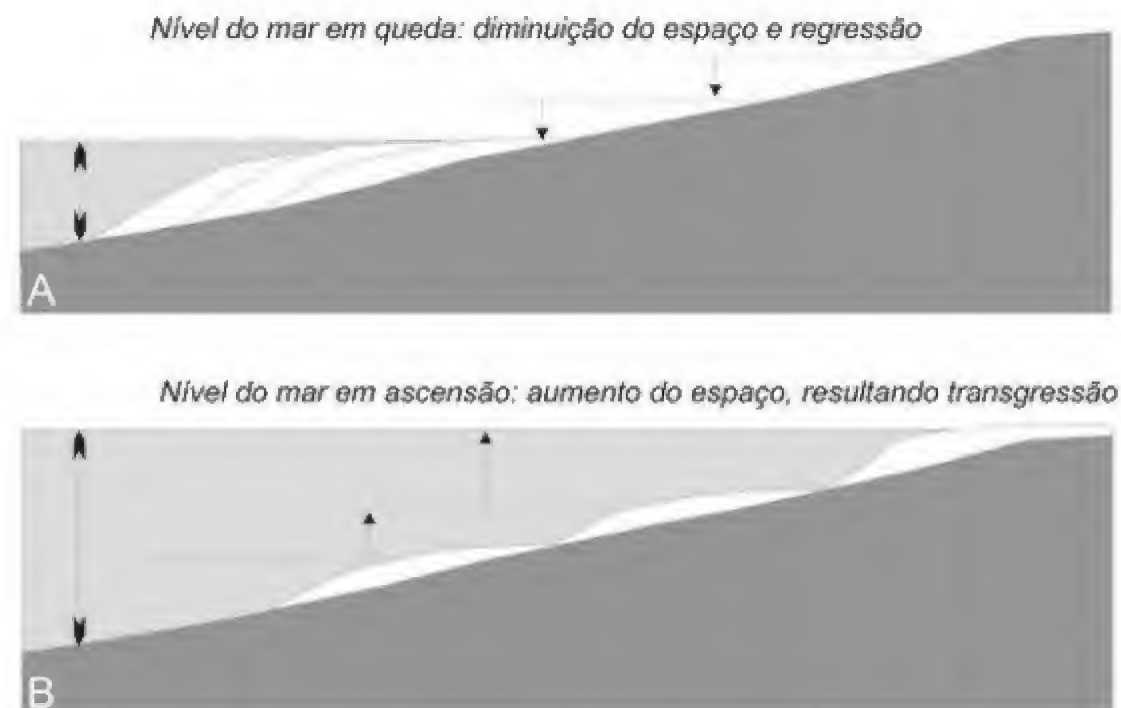 Nível do mar em queda: diminuição do espaço e regressão
A
Nível do mar em ascensão: aumento do espaço, resultando transgressão
B